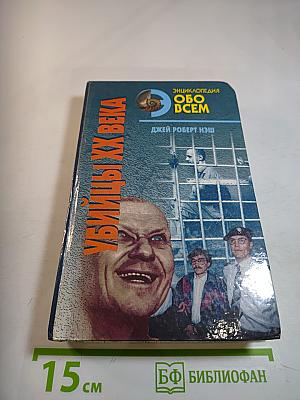 ЭНЦИКЛОПЕДИЯ
ОБО
ВСЕМ
ДЖЕЙ РОБЕРТ НЭШ
УБИЙЦЫ XX ВЕКА
15 см
БФ БИБЛИОФАН